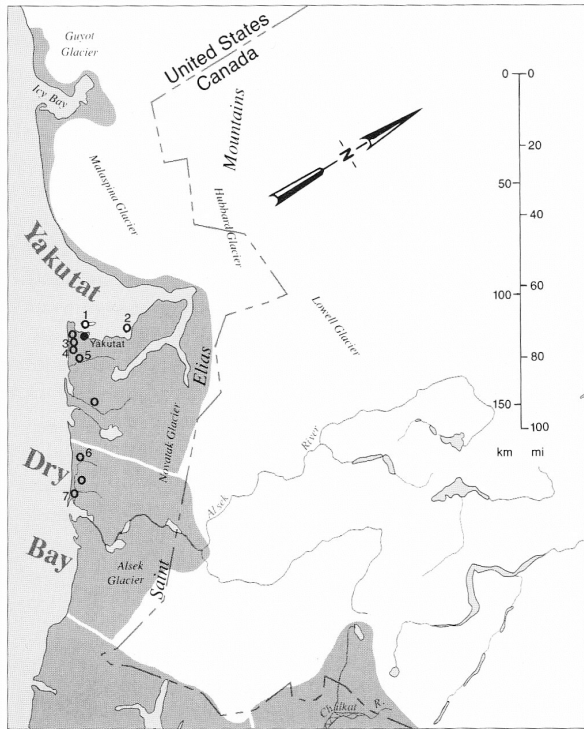 Guyot
Glacier
Icy Bay
United States
Canada
Mountains
N
Malaspina Glacier
Hubbard Glacier
Yakutat
Lowell Glacier
1
2
3
Yakutat
4
5
Elias
Novatak Glacier
Dry
Bay
6
7
Alsek
River
Alsek
Glacier
Saint
Chilkat R.
0 0
20
50
40
60
100
80
150
100
km mi